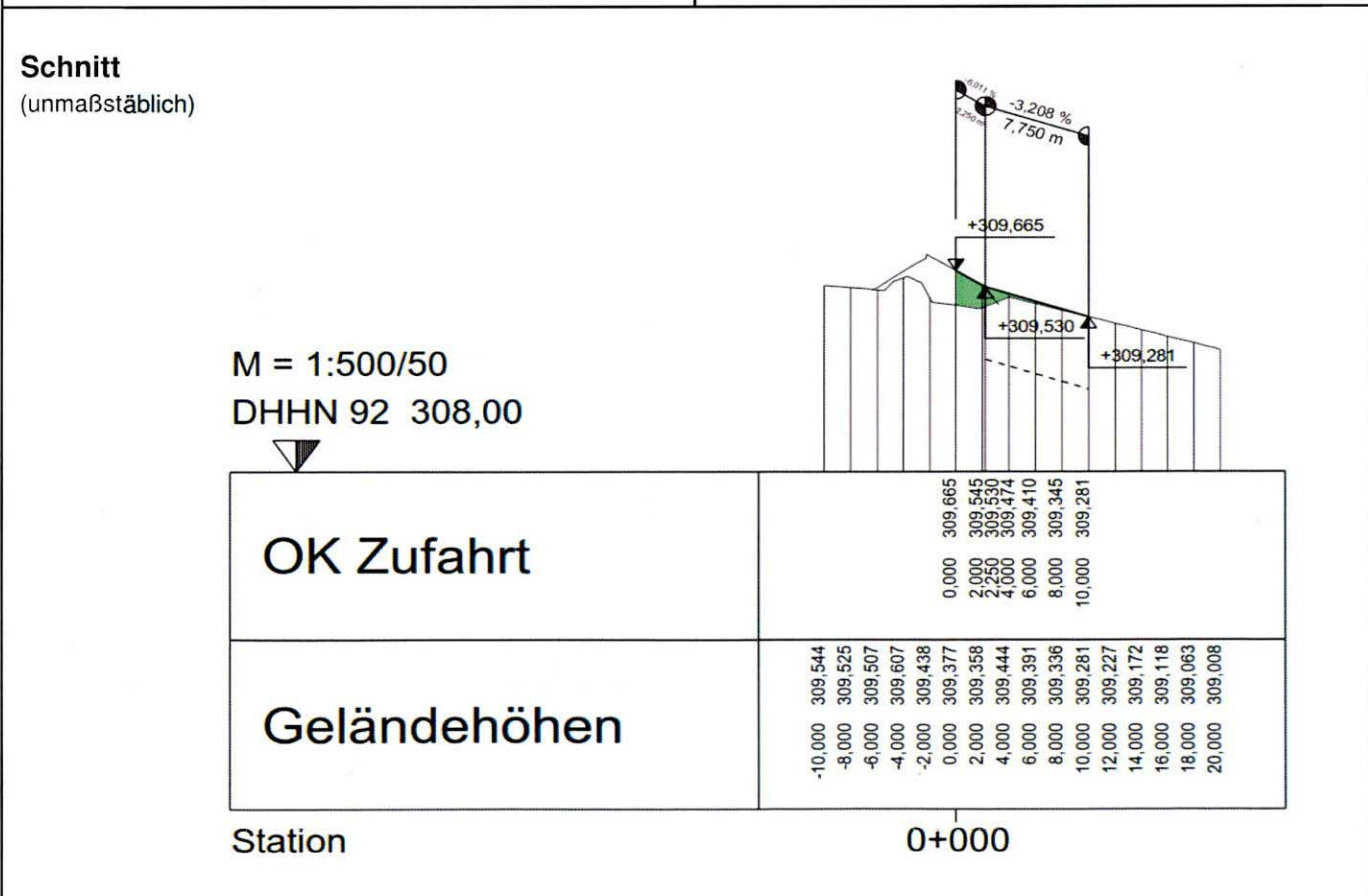 Schnitt
(unmaßstäblich)
-6,011 %
2,250 m
-3,208 %
7,750 m
+309,665
+309,530
+309,281
M = 1:500/50
DHHN 92 308,00
OK Zufahrt
309,665 309,545 309,530 309,474 309,410 309,345 309,281
0,000 2,000 2,250 4,000 6,000 8,000 10,000
Geländehöhen
309,544 309,525 309,507 309,607 309,438 309,377 309,358 309,444 309,391 309,336 309,281 309,227 309,172 309,118 309,063 309,008
-10,000 -8,000 -6,000 -4,000 -2,000 0,000 2,000 4,000 6,000 8,000 10,000 12,000 14,000 16,000 18,000 20,000
Station 0+000